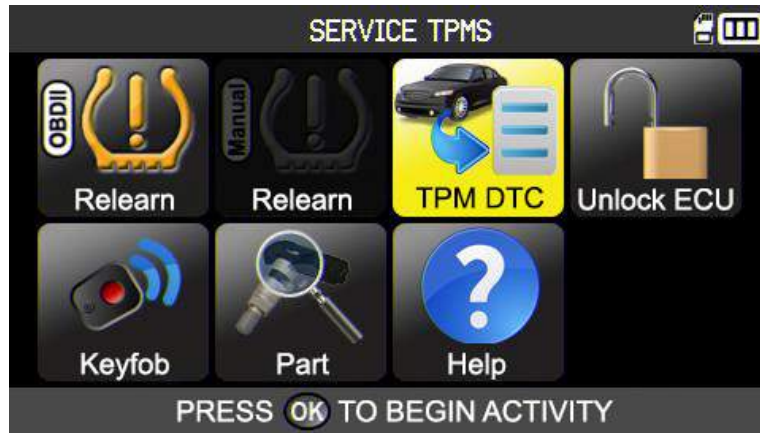 SERVICE TPMS
OBDII
Relearn
Manual
Relearn
TPM DTC
Unlock ECU
Keyfob
Part
Help
PRESS OK TO BEGIN ACTIVITY